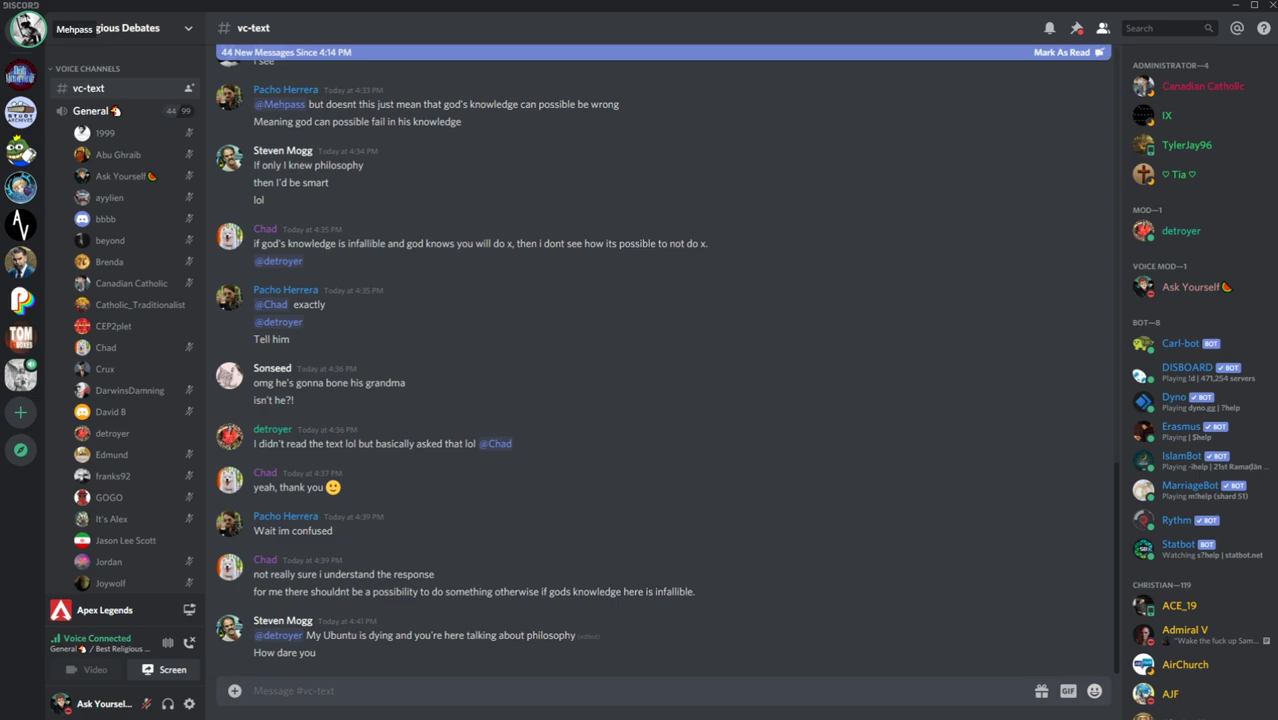 DISCORD
Mehpass gious Debates
# vc-text
Search
44 New Messages Since 4:14 PM
Mark As Read
VOICE CHANNELS
# vc-text
General
44 99
1999
Abu Ghraib
Ask Yourself 🍉
ayylien
bbbb
beyond
Brenda
Canadian Catholic
Catholic_Traditionalist
CEP2plet
Chad
Crux
DarwinsDamning
David B
detroyer
Edmund
franks92
GOGO
It's Alex
Jason Lee Scott
Jordan
Joywolf
Apex Legends
Voice Connected
General / Best Religious ...
Video
Screen
Ask Yoursel...
STUDY
ARCHIVES
TOM
I see
Pacho Herrera Today at 4:33 PM
@Mehpass but doesnt this just mean that god's knowledge can possible be wrong
Meaning god can possible fail in his knowledge
Steven Mogg Today at 4:34 PM
If only I knew philosophy
then I'd be smart
lol
Chad Today at 4:35 PM
if god's knowledge is infallible and god knows you will do x, then i dont see how its possible to not do x.
@detroyer
Pacho Herrera Today at 4:35 PM
@Chad exactly
@detroyer
Tell him
Sonseed Today at 4:36 PM
omg he's gonna bone his grandma
isn't he?!
detroyer Today at 4:36 PM
I didn't read the text lol but basically asked that lol @Chad
Chad Today at 4:37 PM
yeah, thank you 🙂
Pacho Herrera Today at 4:39 PM
Wait im confused
Chad Today at 4:39 PM
not really sure i understand the response
for me there shouldnt be a possibility to do something otherwise if gods knowledge here is infallible.
Steven Mogg Today at 4:41 PM
@detroyer My Ubuntu is dying and you're here talking about philosophy (edited)
How dare you
Message #vc-text
GIF
ADMINISTRATOR—4
Canadian Catholic
IX
TylerJay96
♡ Tia ♡
MOD—1
detroyer
VOICE MOD—1
Ask Yourself 🍉
BOT—8
Carl-bot BOT
DISBOARD ✓ BOT
Playing !d | 471,254 servers
Dyno ✓ BOT
Playing dyno.gg | ?help
Erasmus ✓ BOT
Playing | $help
IslamBot ✓ BOT
Playing -ihelp | 21st Ramaḍān ...
MarriageBot ✓ BOT
Playing m!help (shard 51)
Rythm ✓ BOT
Statbot BOT
Watching s?help | statbot.net
CHRISTIAN—119
ACE_19
Admiral V
"Wake the fuck up Sam...
AirChurch
AJF